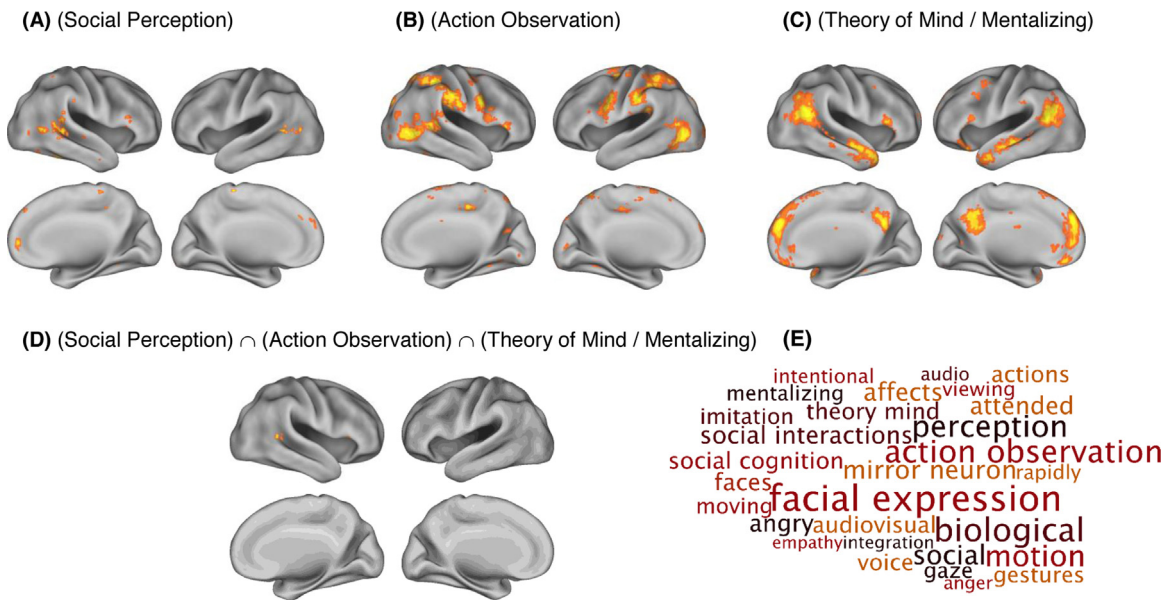 (A) (Social Perception)
(B) (Action Observation)
(C) (Theory of Mind / Mentalizing)
(D) (Social Perception) ∩ (Action Observation) ∩ (Theory of Mind / Mentalizing)
(E)
intentional audio actions
mentalizing affects viewing
imitation theory mind attended
social interactions perception
action observation
social cognition mirror neuron rapidly
faces
moving facial expression
angry audiovisual biological
empathy integration social motion
voice gaze gestures
anger